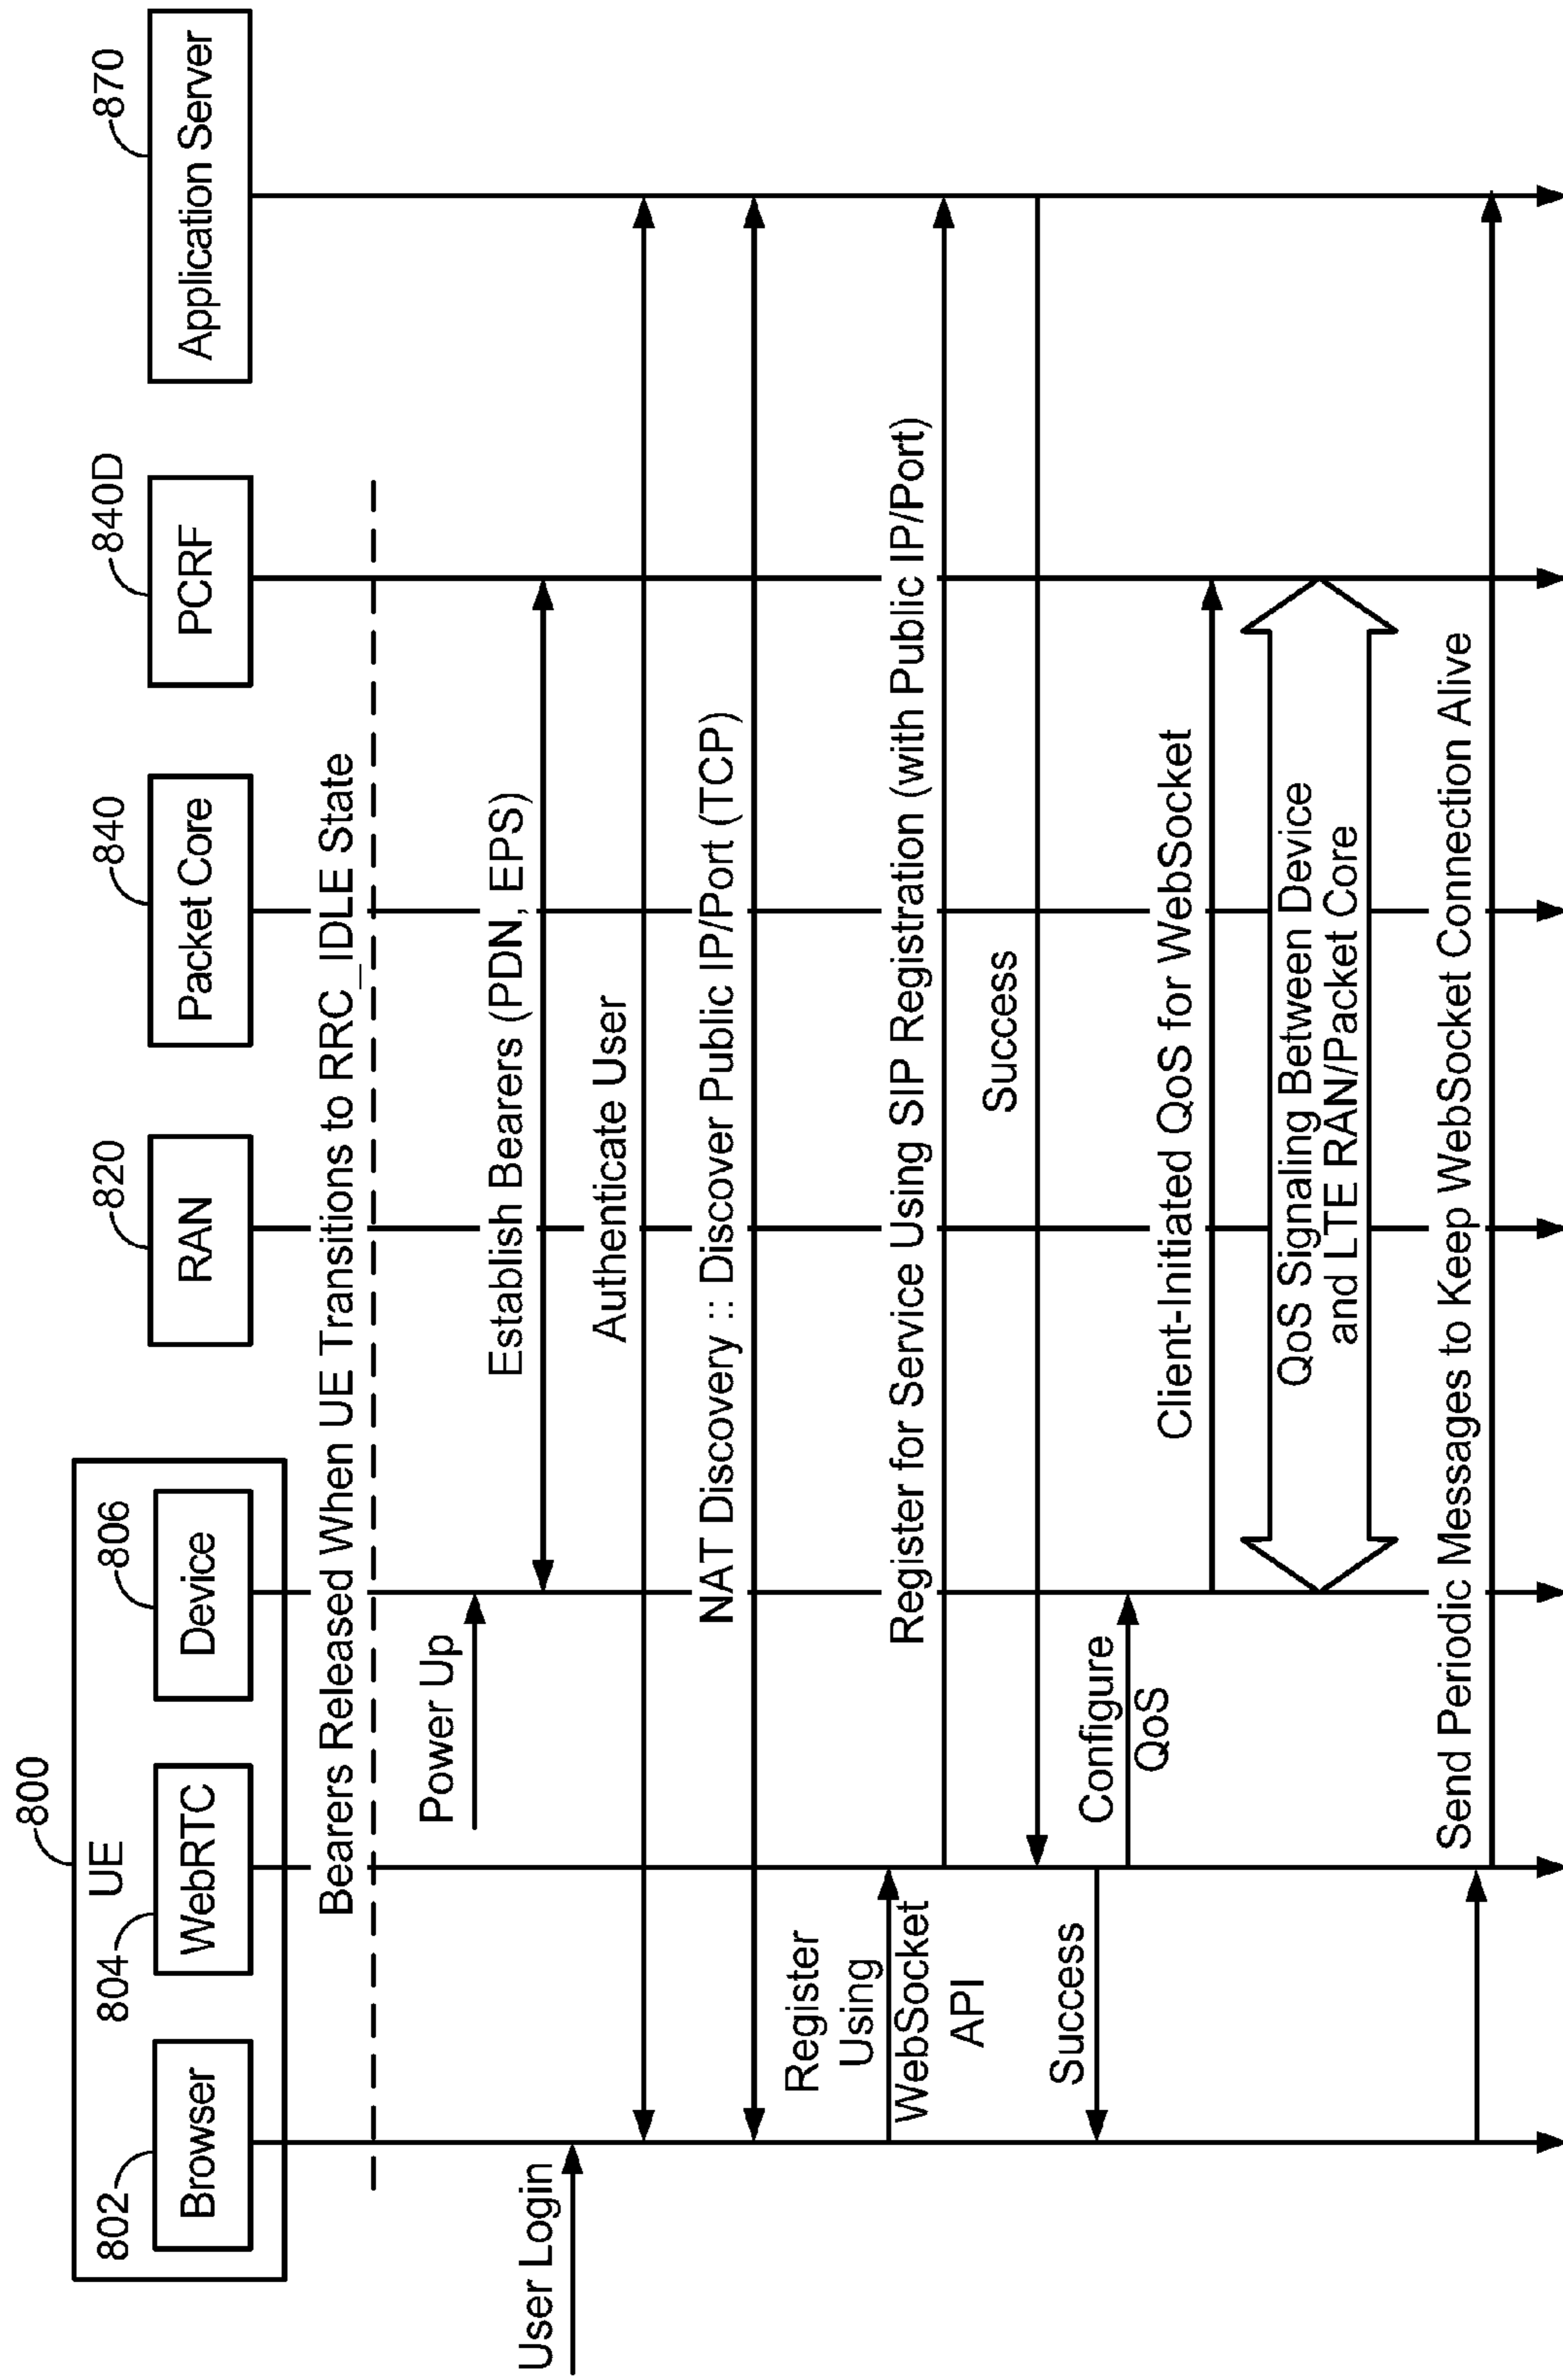 800
UE
802
804
806
820
840
840D
870
Browser
WebRTC
Device
RAN
Packet Core
PCRF
Application Server
Bearers Released When UE Transitions to RRC_IDLE State
Power Up
Establish Bearers (PDN, EPS)
User Login
Authenticate User
NAT Discovery :: Discover Public IP/Port (TCP)
Register
Using
WebSocket
API
Register for Service Using SIP Registration (with Public IP/Port)
Success
Success
Configure
QoS
Client-Initiated QoS for WebSocket
QoS Signaling Between Device
and LTE RAN/Packet Core
Send Periodic Messages to Keep WebSocket Connection Alive